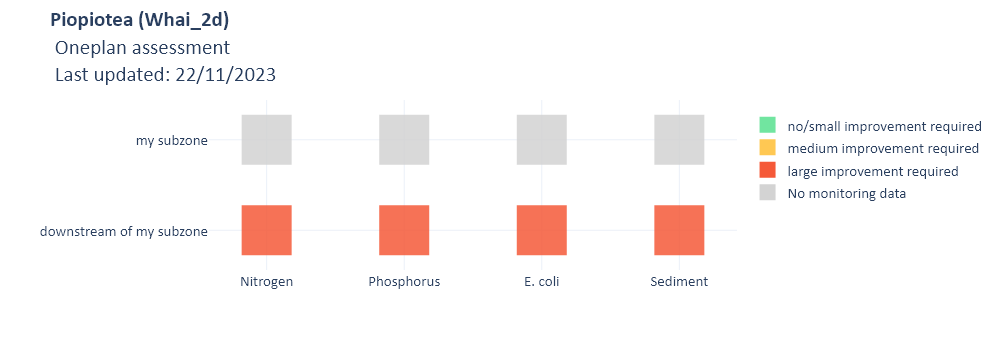 Piopiotea (Whai_2d)
Oneplan assessment
Last updated: 22/11/2023
my subzone
downstream of my subzone
Nitrogen
Phosphorus
E. coli
Sediment
no/small improvement required
medium improvement required
large improvement required
No monitoring data